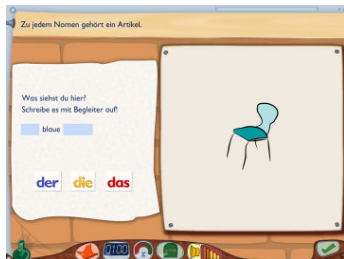 Zu jedem Nomen gehört ein Artikel.
Was siehst du hier?
Schreibe es mit Begleiter auf!
blaue
der die das